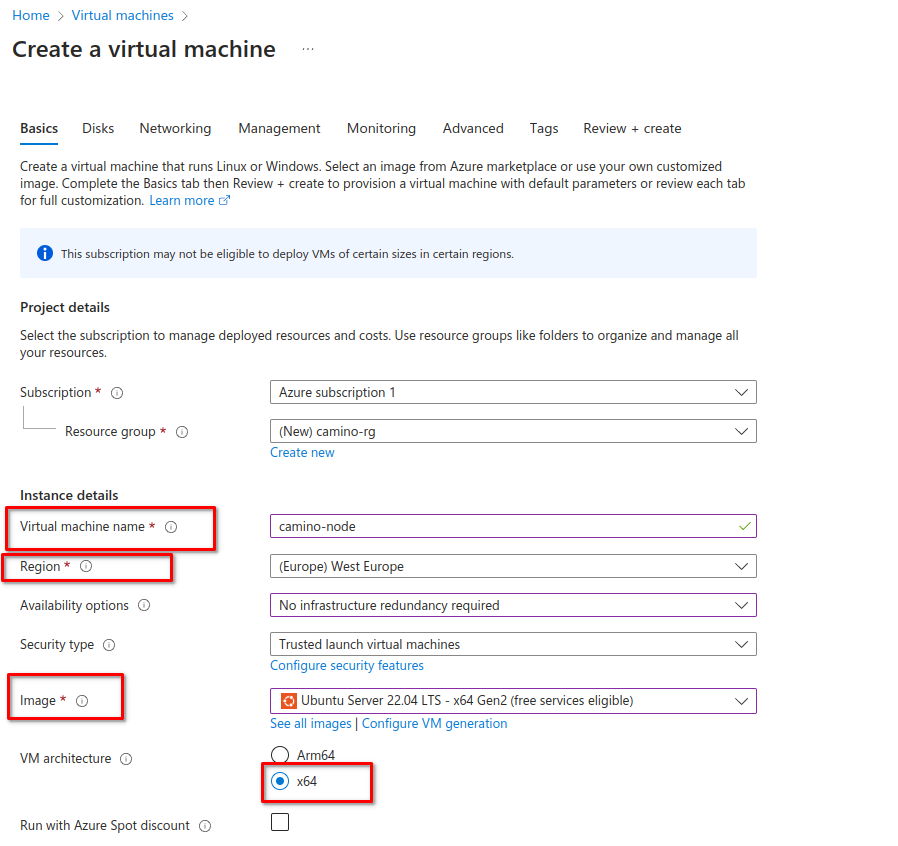 Home > Virtual machines >
Create a virtual machine ...
Basics Disks Networking Management Monitoring Advanced Tags Review + create
Create a virtual machine that runs Linux or Windows. Select an image from Azure marketplace or use your own customized
image. Complete the Basics tab then Review + create to provision a virtual machine with default parameters or review each tab
for full customization. Learn more
This subscription may not be eligible to deploy VMs of certain sizes in certain regions.
Project details
Select the subscription to manage deployed resources and costs. Use resource groups like folders to organize and manage all
your resources.
Subscription * Azure subscription 1
Resource group * (New) camino-rg
Create new
Instance details
Virtual machine name * camino-node
Region * (Europe) West Europe
Availability options No infrastructure redundancy required
Security type Trusted launch virtual machines
Configure security features
Image * Ubuntu Server 22.04 LTS - x64 Gen2 (free services eligible)
See all images | Configure VM generation
VM architecture Arm64
x64
Run with Azure Spot discount